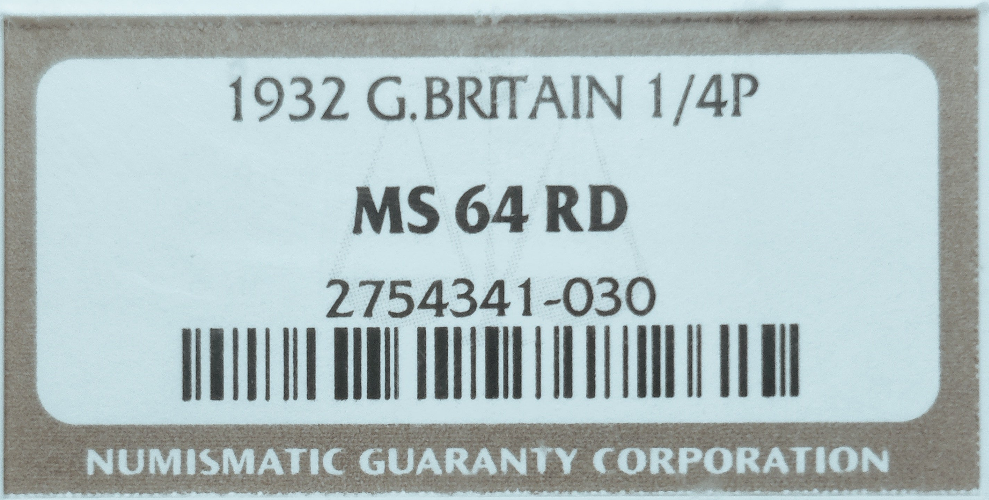 1932 G.BRITAIN 1/4P
MS 64 RD
2754341-030
NUMISMATIC GUARANTY CORPORATION